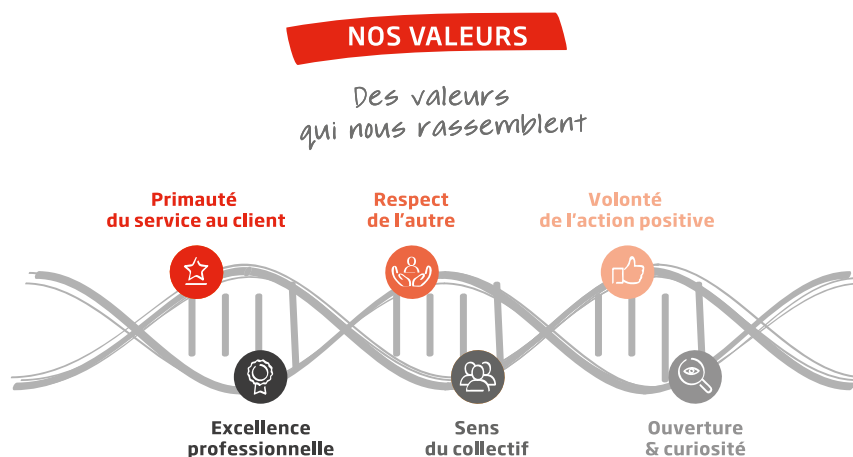 NOS VALEURS
Des valeurs
qui nous rassemblent
Primauté
du service au client
Respect
de l'autre
Volonté
de l'action positive
Excellence
professionnelle
Sens
du collectif
Ouverture
& curiosité